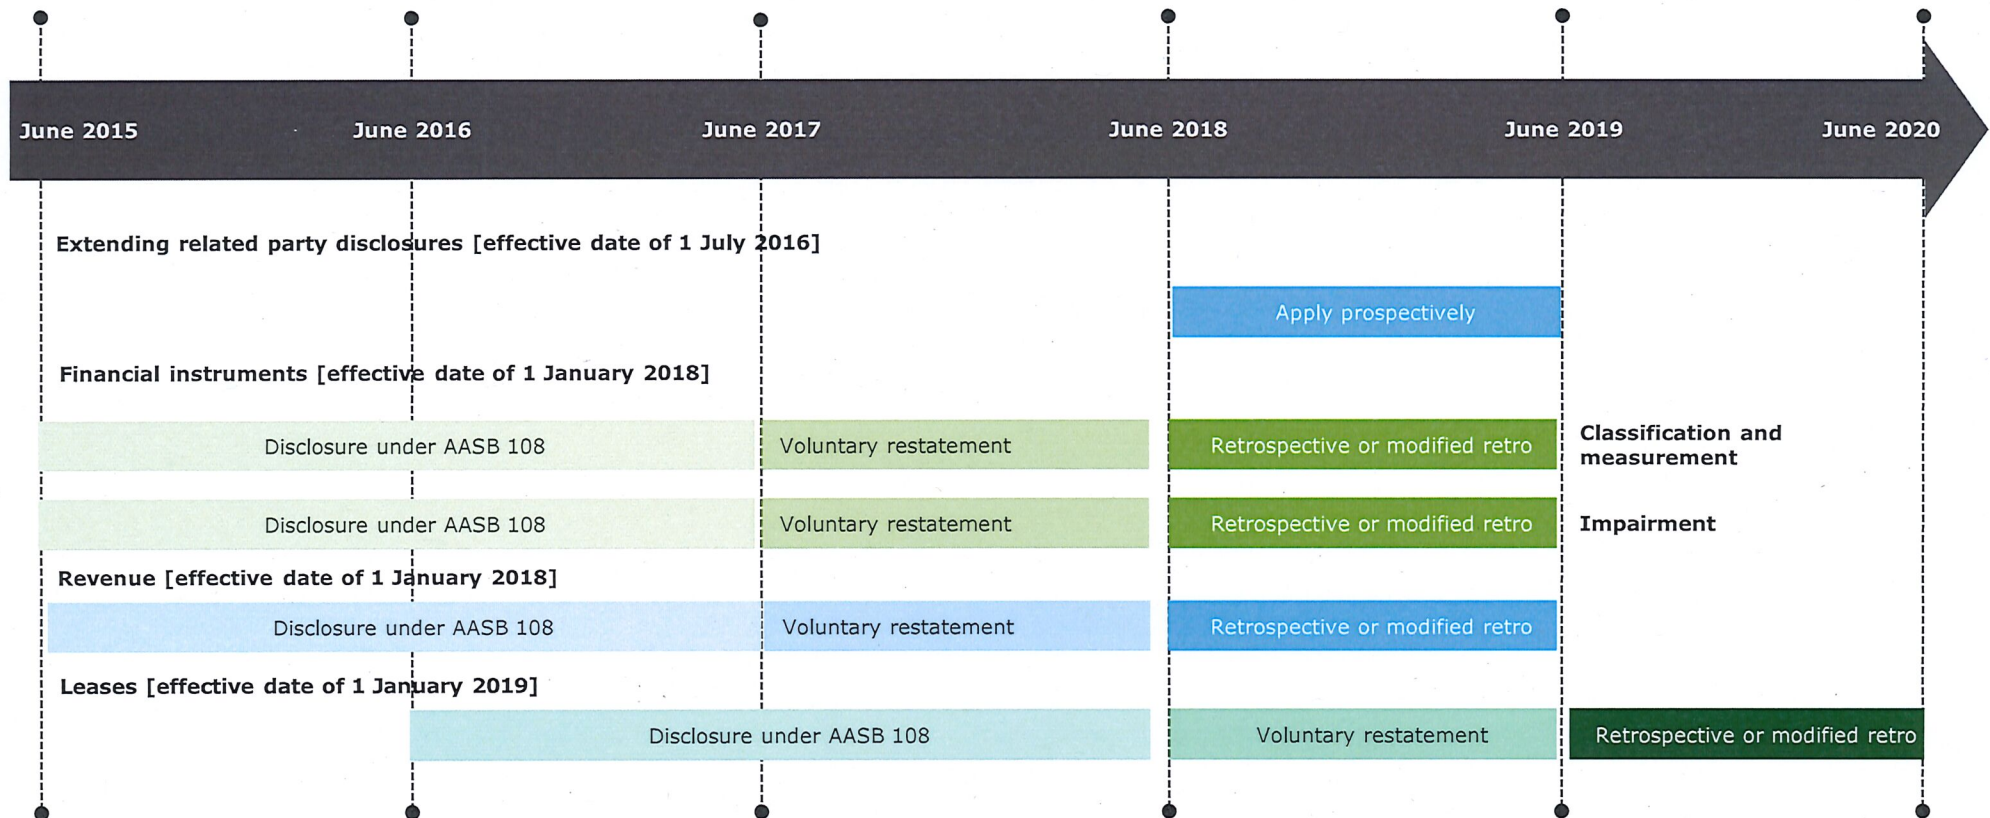 June 2015 June 2016 June 2017 June 2018 June 2019 June 2020
Extending related party disclosures [effective date of 1 July 2016]
Apply prospectively
Financial instruments [effective date of 1 January 2018]
Disclosure under AASB 108 Voluntary restatement Retrospective or modified retro Classification and
measurement
Disclosure under AASB 108 Voluntary restatement Retrospective or modified retro Impairment
Revenue [effective date of 1 January 2018]
Disclosure under AASB 108 Voluntary restatement Retrospective or modified retro
Leases [effective date of 1 January 2019]
Disclosure under AASB 108 Voluntary restatement Retrospective or modified retro